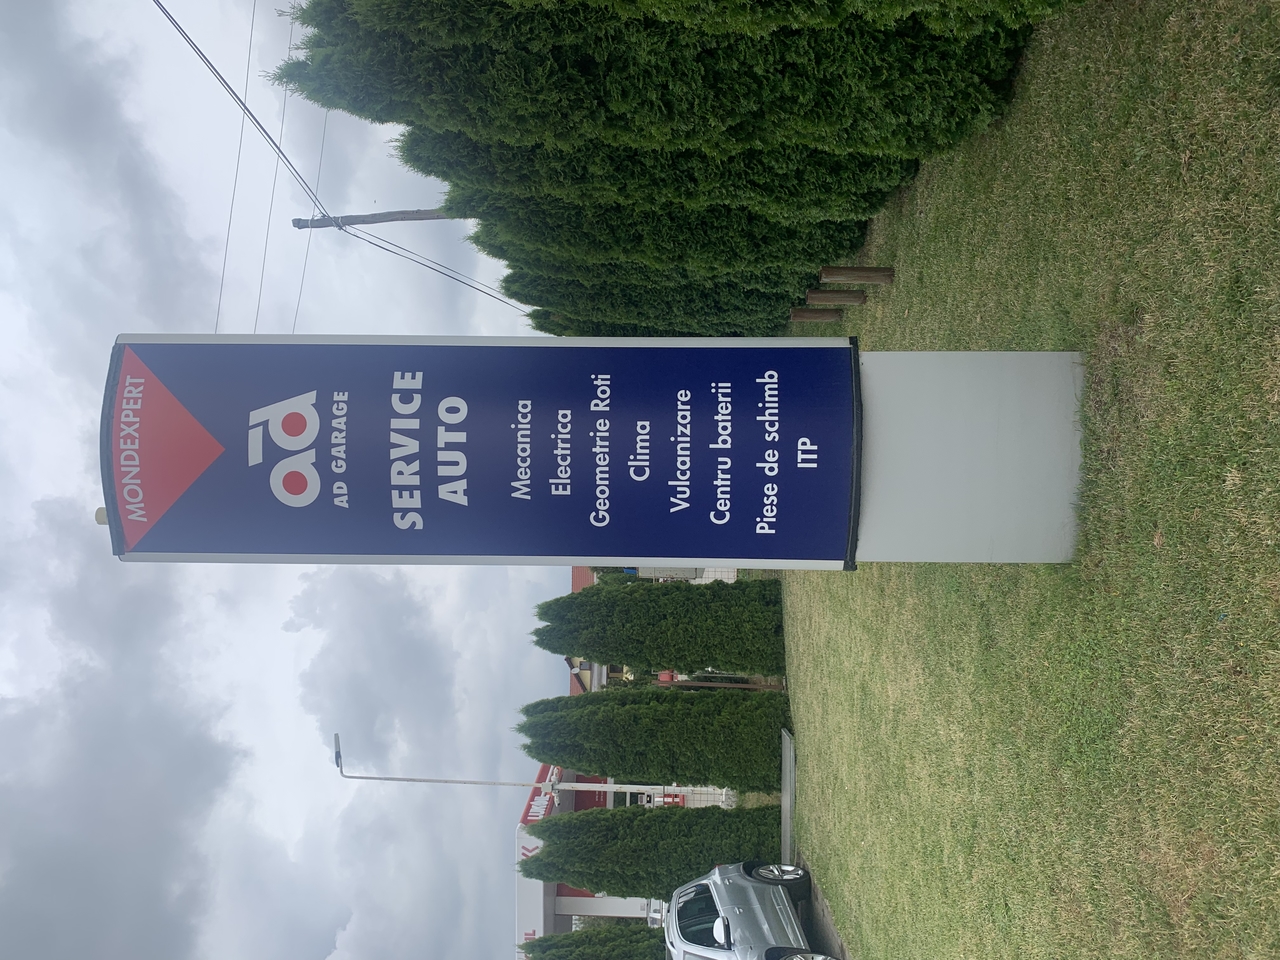 MONDEXPERT
ad
AD GARAGE
SERVICE
AUTO
Mecanica
Electrica
Geometrie Roti
Clima
Vulcanizare
Centru baterii
Piese de schimb
ITP